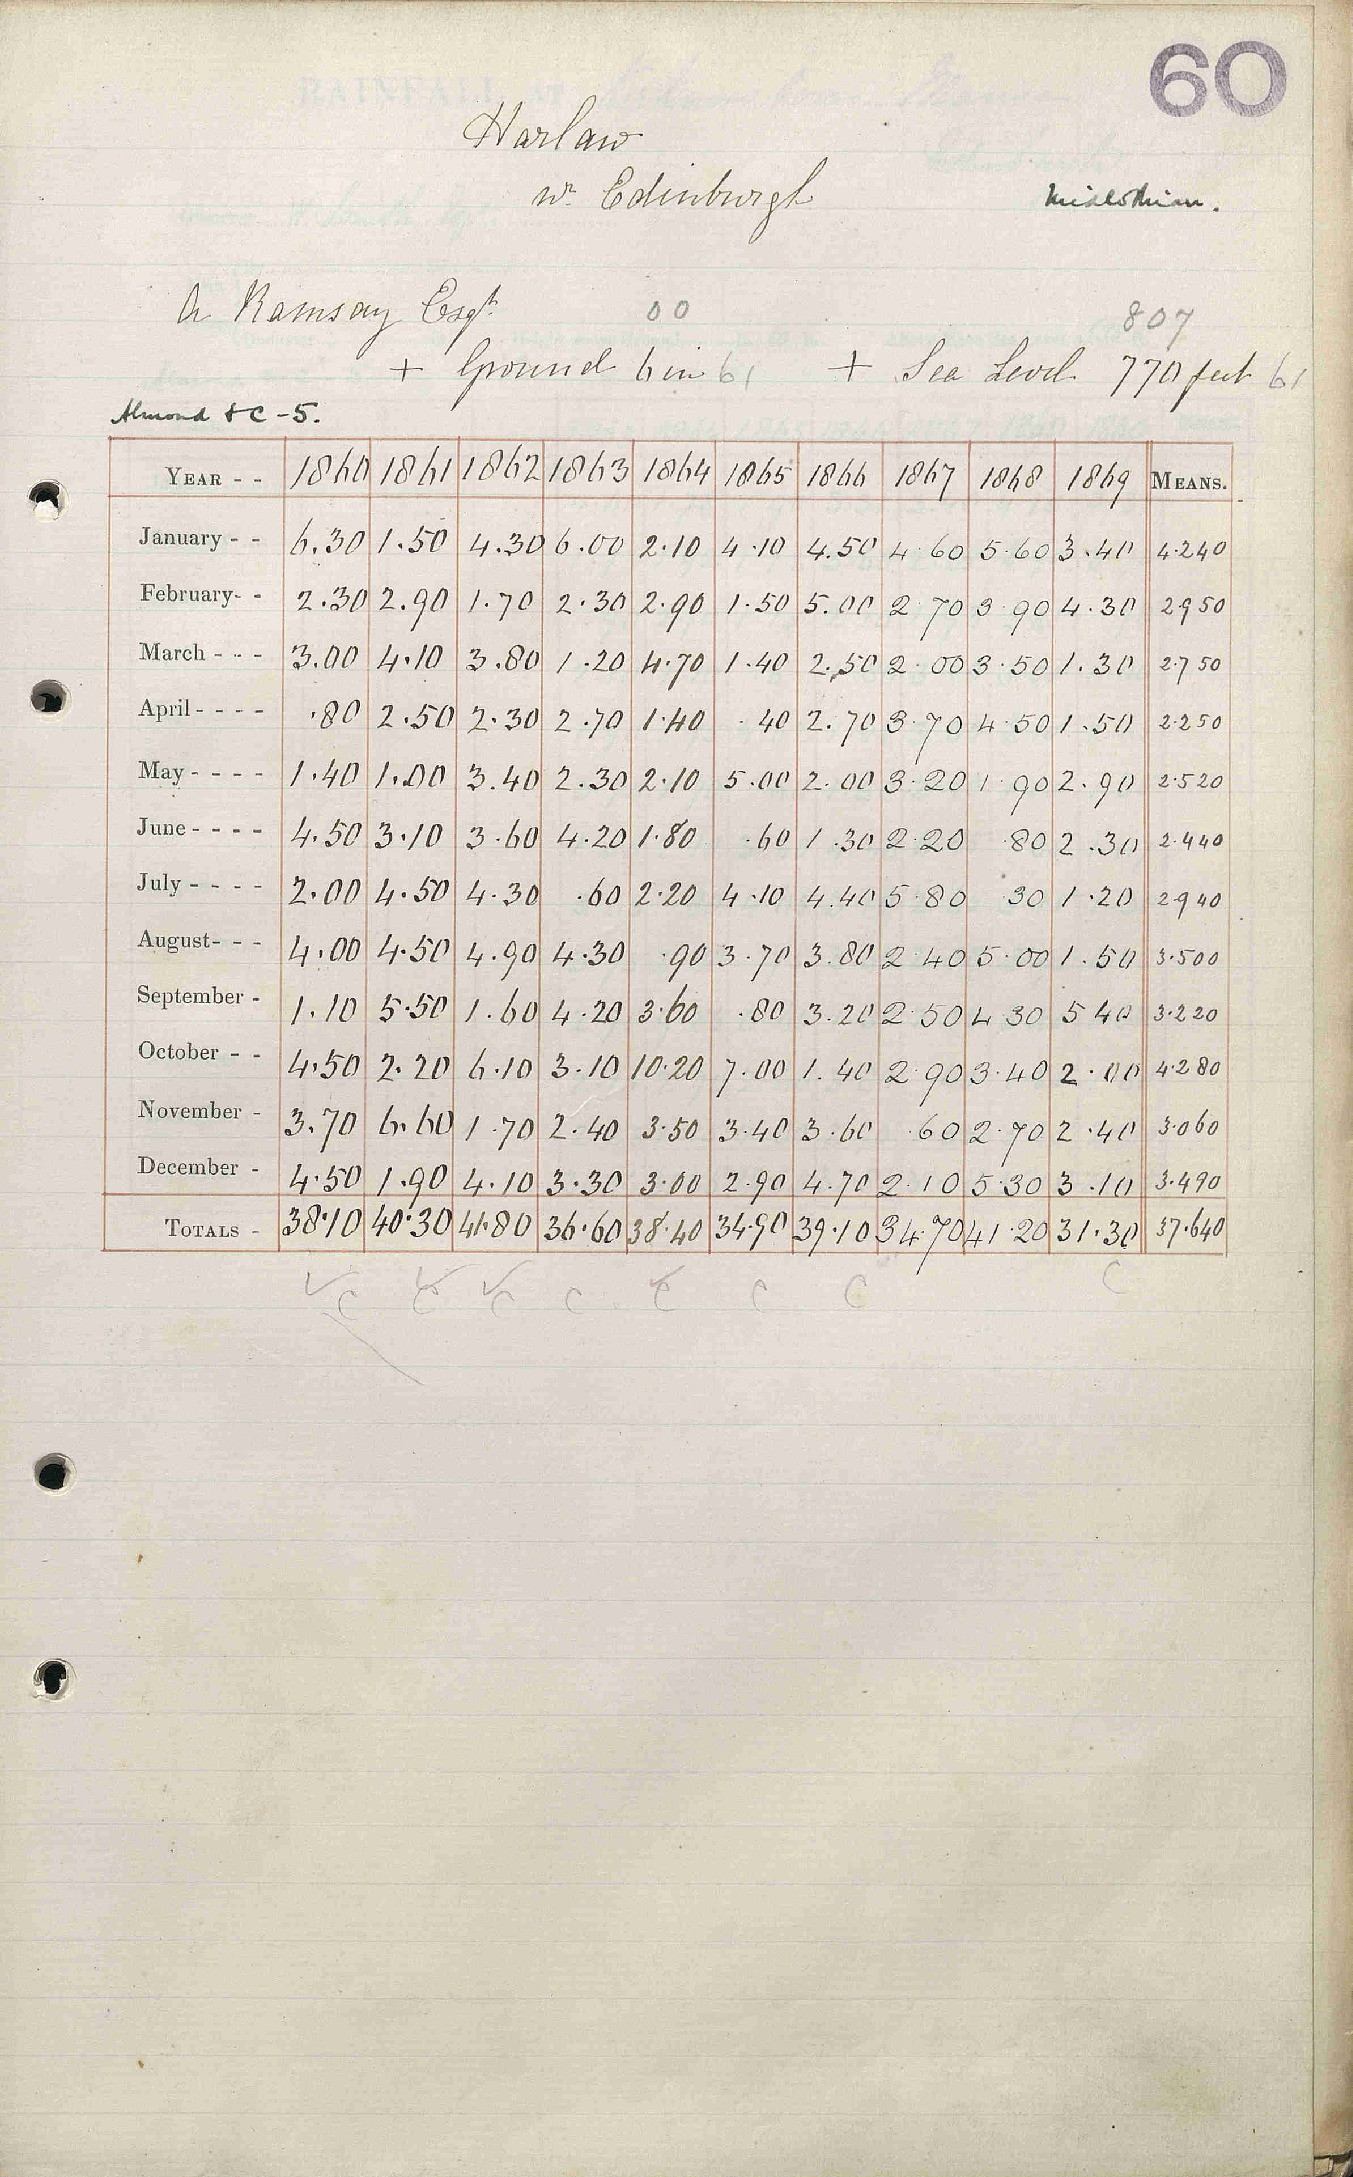 60
Harlaw
nr. Edinburgh
Midlothian.
A Ramsay Esqr. 00 807
+ Ground 6 in 61 + Sea Level 770 feet 61
Almond &C - 5.
YEAR - - 1860 1861 1862 1863 1864 1865 1866 1867 1868 1869 MEANS.
January - - 6.30 1.50 4.30 6.00 2.10 4.10 4.50 4.60 5.60 3.40 4.240
February- - 2.30 2.90 1.70 2.30 2.90 1.50 5.00 2 70 3.90 4.30 2950
March - - - 3.00 4.10 3.80 1.20 4.70 1.40 2.50 2.00 3.50 1.30 2.750
April - - - - .80 2.50 2.30 2.70 1.40 .40 2.70 3.70 4.50 1.50 2.250
May - - - - 1.40 1.00 3.40 2.30 2.10 5.00 2.00 3.20 1.90 2.90 2.520
June - - - - 4.50 3.10 3.60 4.20 1.80 .60 1.30 2.20 .80 2.30 2.440
July - - - - 2.00 4.50 4.30 .60 2.20 4.10 4.40 5.80 30 1.20 2.940
August- - - 4.00 4.50 4.90 4.30 .90 3.70 3.80 2.40 5.00 1.50 3.500
September - 1.10 5.50 1.60 4.20 3.60 .80 3.20 2.50 4 30 5 40 3.220
October - - 4.50 2.20 6.10 3.10 10.20 7.00 1.40 2.90 3.40 2.00 4.280
November - 3.70 6.60 1.70 2.40 3.50 3.40 3.60 .60 2.70 2.40 3.060
December - 4.50 1.90 4.10 3.30 3.00 2.90 4.70 2.10 5.30 3.10 3.490
TOTALS - 38.10 40.30 41.80 36.60 38.40 34.90 39.10 34.70 41.20 31.30 37.640
C C C C C C C C